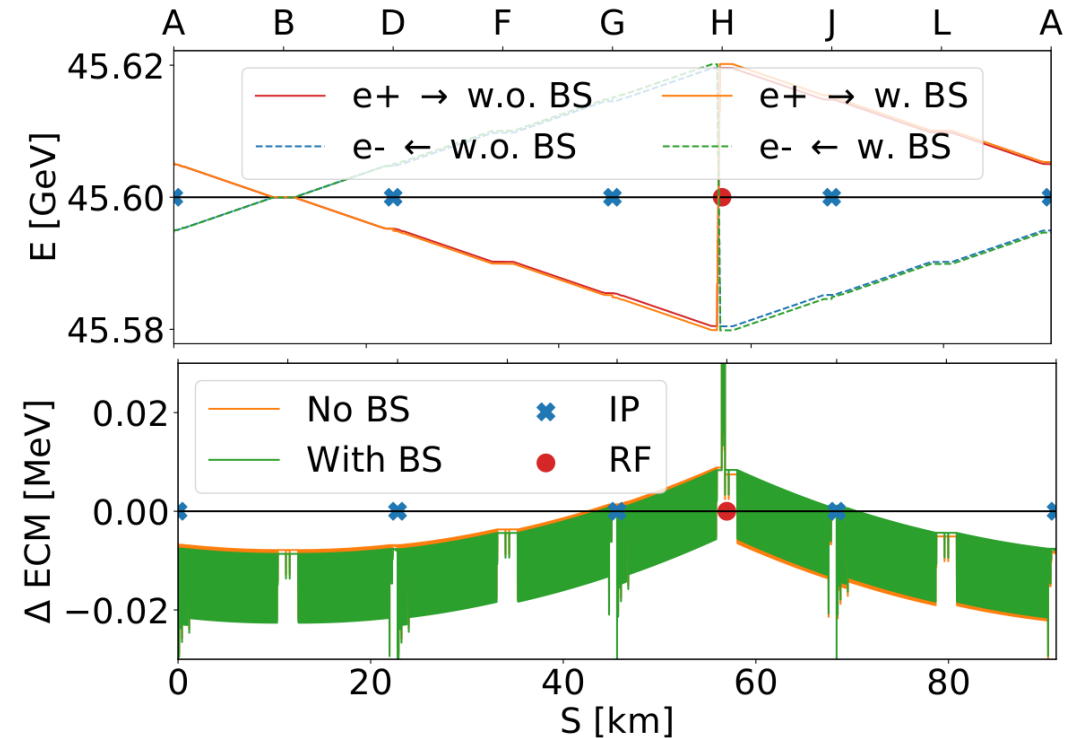 A B D F G H J L A
45.62
e+ → w.o. BS e+ → w. BS
e- ← w.o. BS e- ← w. BS
E [GeV]
45.60
45.58
0.02
No BS IP
With BS RF
Δ ECM [MeV]
0.00
−0.02
0 20 40 60 80
S [km]